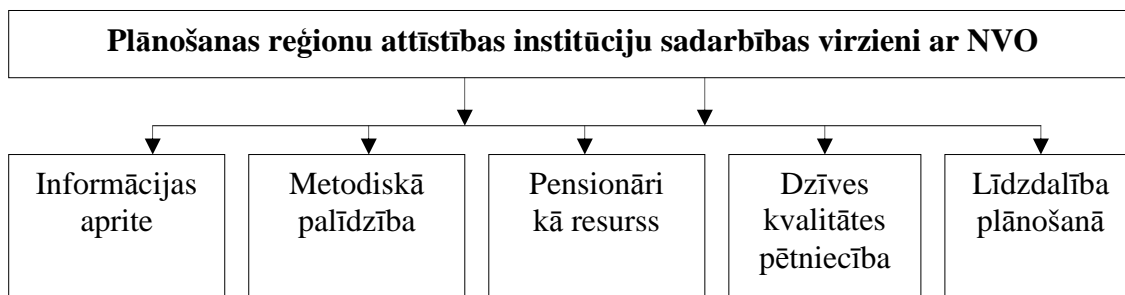 Plānošanas reģionu attīstības institūciju sadarbības virzieni ar NVO
Informācijas
aprite
Metodiskā
palīdzība
Pensionāri
kā resurss
Dzīves
kvalitātes
pētniecība
Līdzdalība
plānošanā